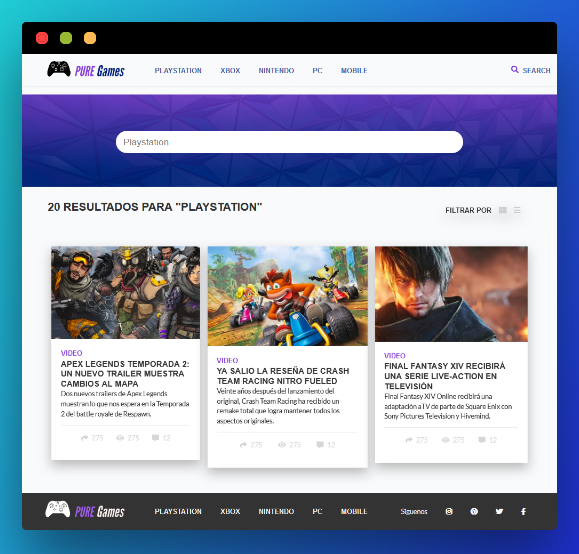 PURE Games PLAYSTATION XBOX NINTENDO PC MOBILE SEARCH
Playstation
20 RESULTADOS PARA "PLAYSTATION"
FILTRAR POR
VIDEO
APEX LEGENDS TEMPORADA 2:
UN NUEVO TRAILER MUESTRA
CAMBIOS AL MAPA
Dos nuevos trailers de Apex Legends
muestran lo que nos espera en la Temporada
2 del battle royale de Respawn.
275 275 12
VIDEO
YA SALIO LA RESEÑA DE CRASH
TEAM RACING NITRO FUELED
Veinte años después del lanzamiento del
original, Crash Team Racing ha recibido un
remake total que logra mantener todos los
aspectos originales.
275 275 12
VIDEO
FINAL FANTASY XIV RECIBIRÁ
UNA SERIE LIVE-ACTION EN
TELEVISIÓN
Final Fantasy XIV Online recibirá una
adaptación a TV de parte de Square Enix con
Sony Pictures Television y Hivemind.
275 275 12
PURE Games PLAYSTATION XBOX NINTENDO PC MOBILE Síguenos